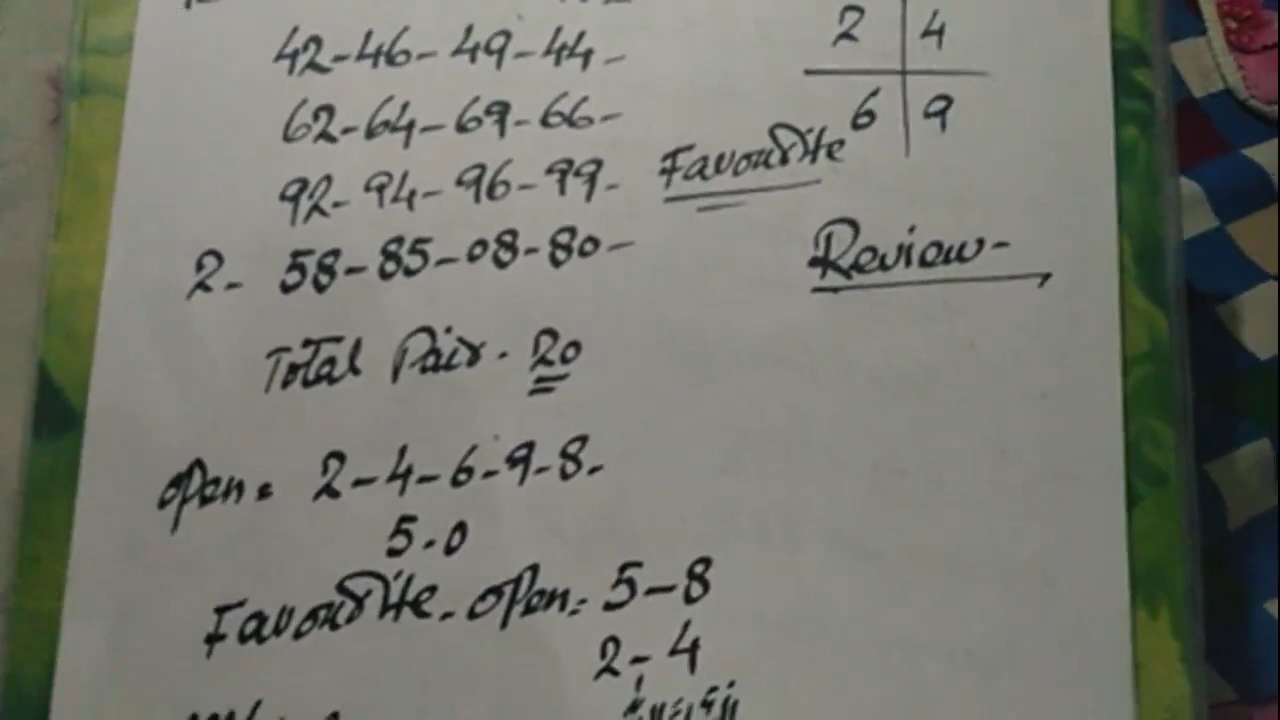 42-46-49-44-
62-64-69-66-
92-94-96-99-
2- 58-85-08-80-
Total Pair. 20
open= 2-4-6-9-8-
5.0
Favourite. open= 5-8
2-4
2 4
6 9
Favourite
Review-